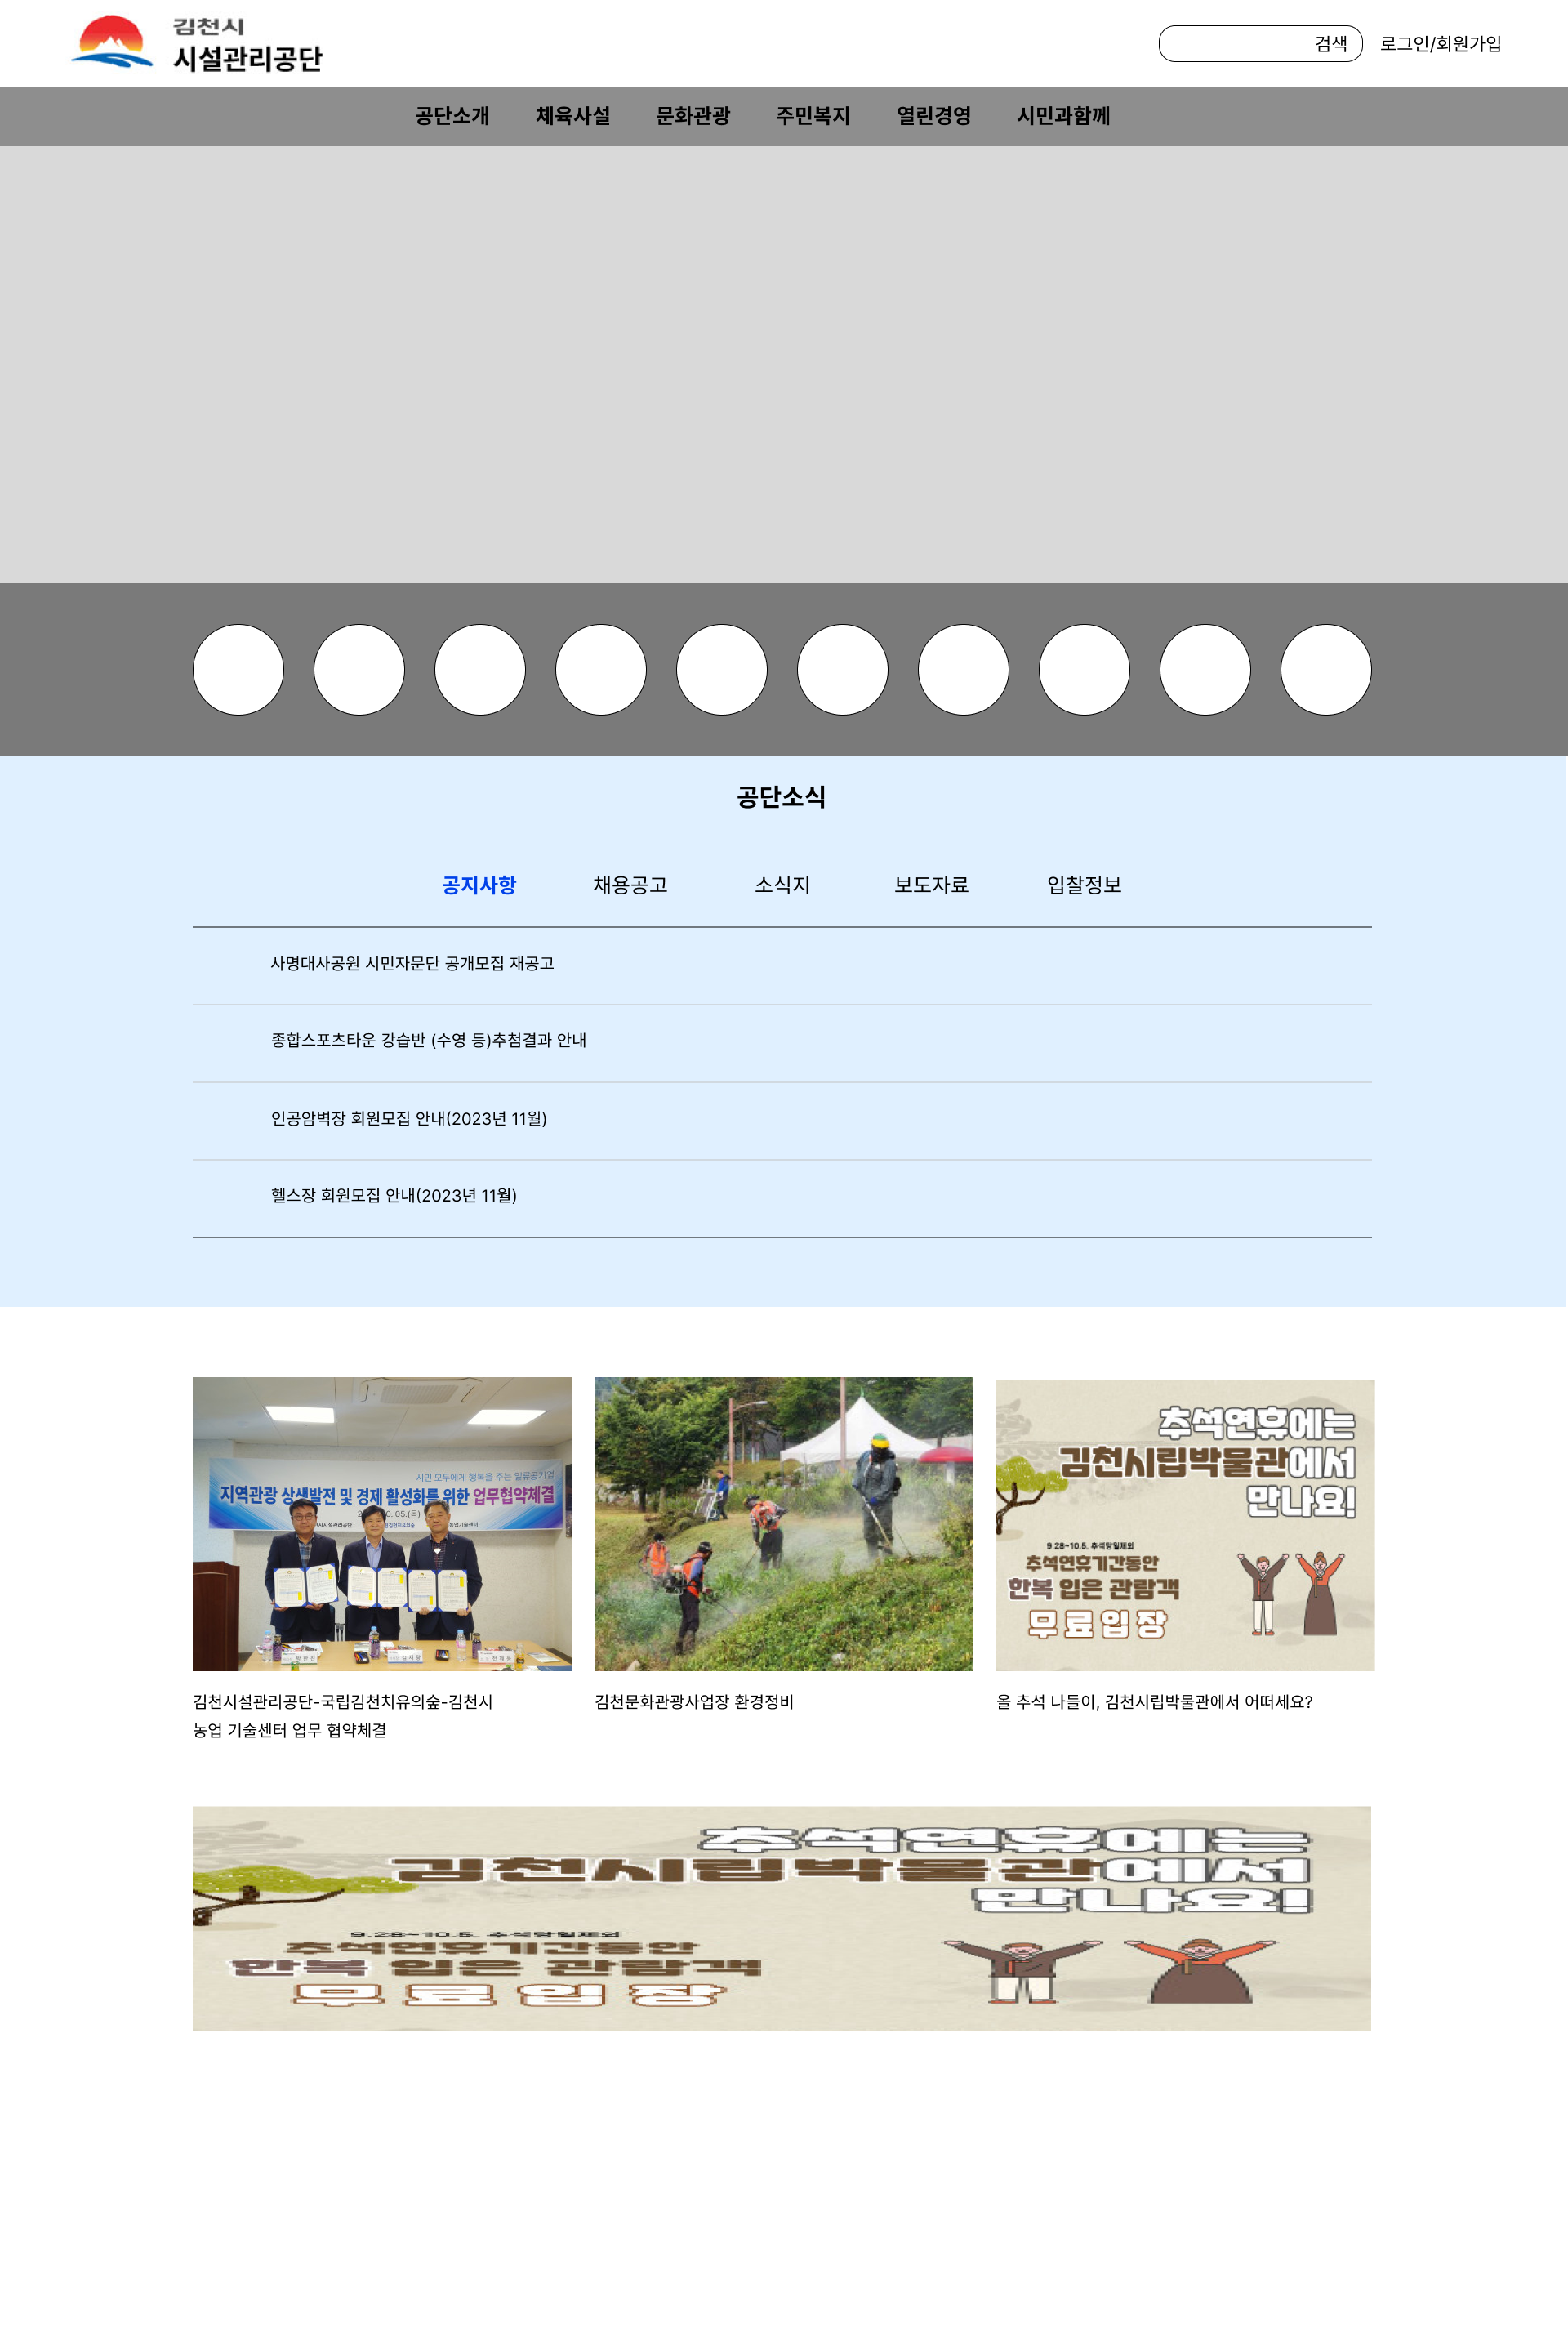 김천시
시설관리공단
검색
로그인/회원가입
공단소개 체육사설 문화관광 주민복지 열린경영 시민과함께
공단소식
공지사항 채용공고 소식지 보도자료 입찰정보
사명대사공원 시민자문단 공개모집 재공고
종합스포츠타운 강습반 (수영 등)추첨결과 안내
인공암벽장 회원모집 안내(2023년 11월)
헬스장 회원모집 안내(2023년 11월)
시민 모두에게 행복을 주는 일류공기업
지역관광 상생발전 및 경제 활성화를 위한 업무협약체결
05.(목)
추석연휴에는
김천시립박물관에서
만나요!
9.28~10.5. 추석당일제외
추석연휴기간동안
한복 입은 관람객
무료입장
김천시설관리공단-국립김천치유의숲-김천시
농업 기술센터 업무 협약체결
김천문화관광사업장 환경정비
올 추석 나들이, 김천시립박물관에서 어떠세요?
추석연휴에는
김천시립박물관에서
만나요!
9.28~10.5. 추석당일제외
추석연휴기간동안
한복 입은 관람객
무료입장